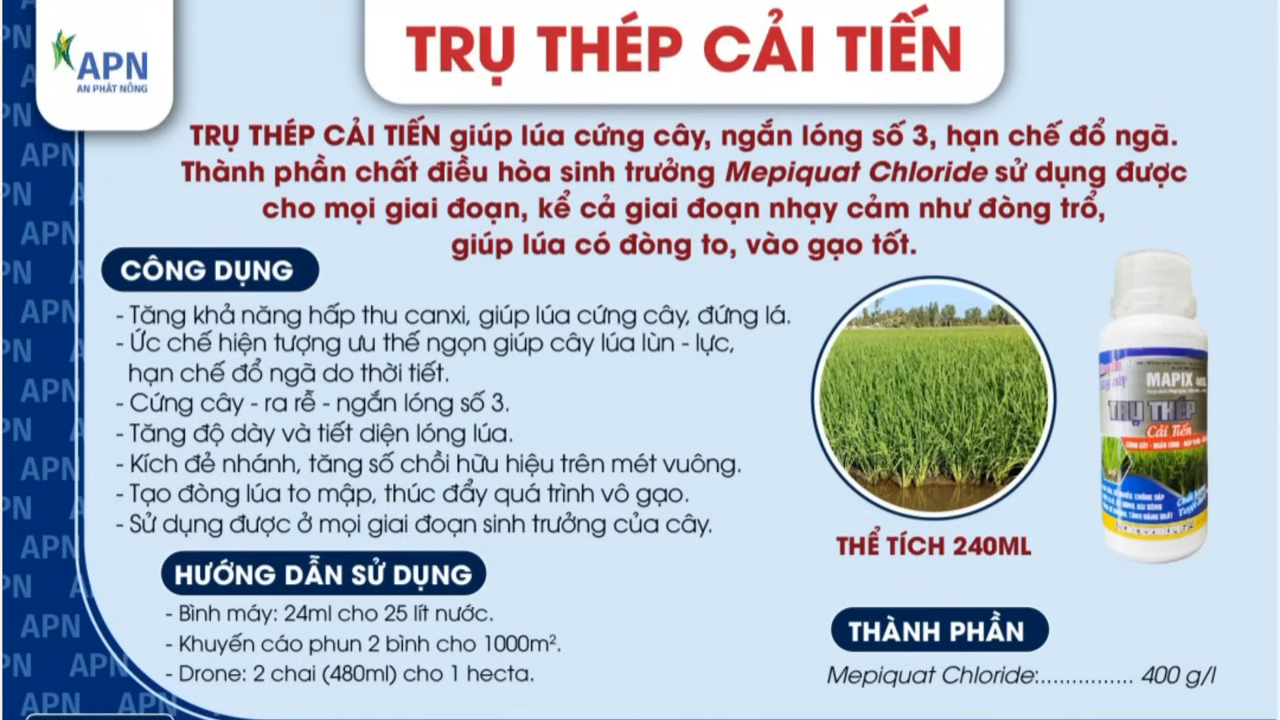 APN
AN PHÁT NÔNG
TRỤ THÉP CẢI TIẾN
TRỤ THÉP CẢI TIẾN giúp lúa cứng cây, ngắn lóng số 3, hạn chế đổ ngã.
Thành phần chất điều hòa sinh trưởng Mepiquat Chloride sử dụng được
cho mọi giai đoạn, kể cả giai đoạn nhạy cảm như đòng trổ,
giúp lúa có đòng to, vào gạo tốt.
CÔNG DỤNG
- Tăng khả năng hấp thu canxi, giúp lúa cứng cây, đứng lá.
- Ức chế hiện tượng ưu thế ngọn giúp cây lúa lùn - lực,
hạn chế đổ ngã do thời tiết.
- Cứng cây - ra rễ - ngắn lóng số 3.
- Tăng độ dày và tiết diện lóng lúa.
- Kích đẻ nhánh, tăng số chồi hữu hiệu trên mét vuông.
- Tạo đòng lúa to mập, thúc đẩy quá trình vô gạo.
- Sử dụng được ở mọi giai đoạn sinh trưởng của cây.
HƯỚNG DẪN SỬ DỤNG
- Bình máy: 24ml cho 25 lít nước.
- Khuyến cáo phun 2 bình cho 1000m².
- Drone: 2 chai (480ml) cho 1 hecta.
MAPIX
TRỤ THÉP
Cải Tiến
THỂ TÍCH 240ML
THÀNH PHẦN
Mepiquat Chloride:............... 400 g/l